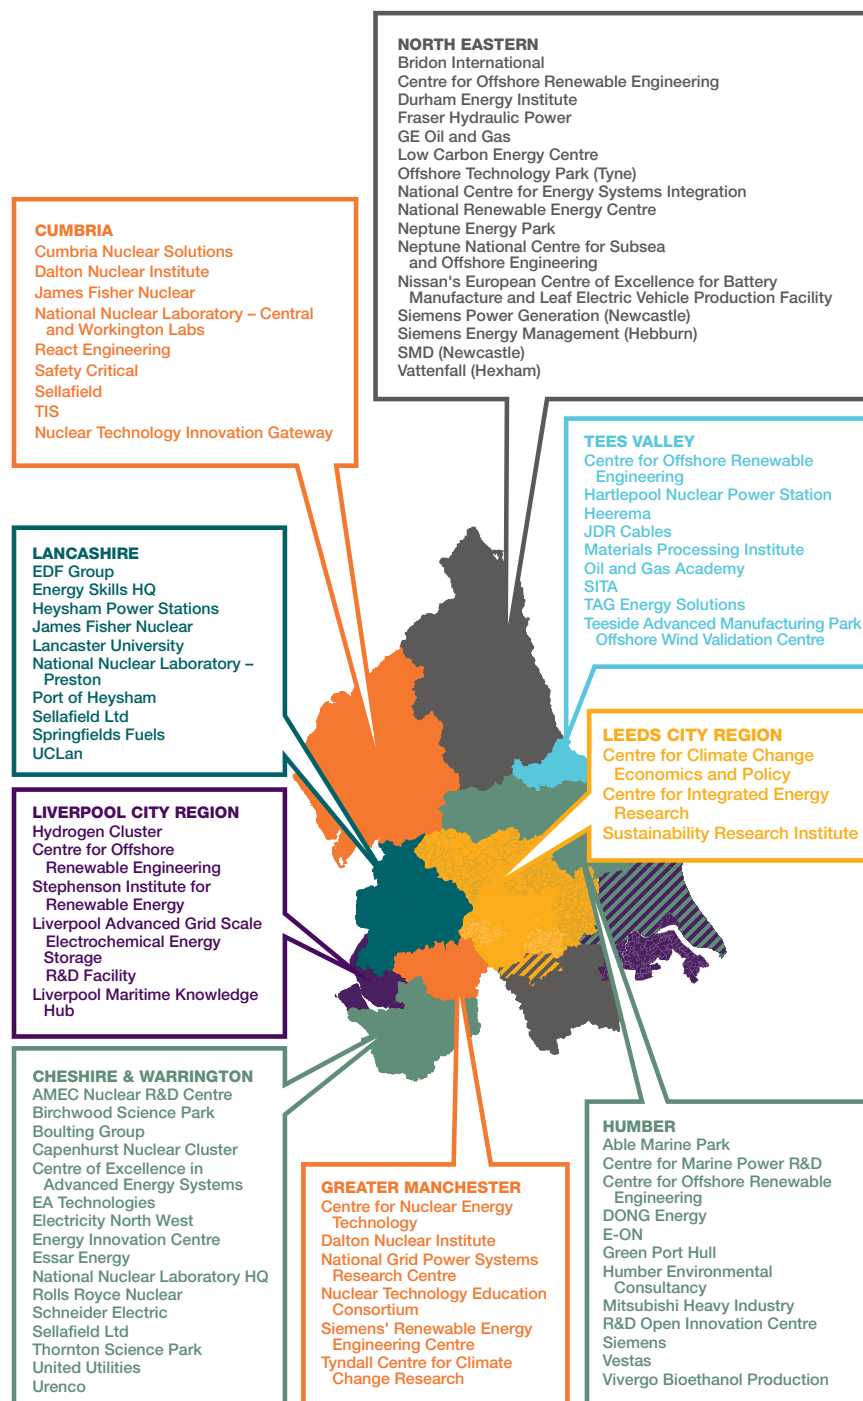 NORTH EASTERN
Bridon International
Centre for Offshore Renewable Engineering
Durham Energy Institute
Fraser Hydraulic Power
GE Oil and Gas
Low Carbon Energy Centre
Offshore Technology Park (Tyne)
National Centre for Energy Systems Integration
National Renewable Energy Centre
Neptune Energy Park
Neptune National Centre for Subsea
and Offshore Engineering
Nissan's European Centre of Excellence for Battery
Manufacture and Leaf Electric Vehicle Production Facility
Siemens Power Generation (Newcastle)
Siemens Energy Management (Hebburn)
SMD (Newcastle)
Vattenfall (Hexham)
CUMBRIA
Cumbria Nuclear Solutions
Dalton Nuclear Institute
James Fisher Nuclear
National Nuclear Laboratory – Central
and Workington Labs
React Engineering
Safety Critical
Sellafield
TIS
Nuclear Technology Innovation Gateway
TEES VALLEY
Centre for Offshore Renewable
Engineering
Hartlepool Nuclear Power Station
Heerema
JDR Cables
Materials Processing Institute
Oil and Gas Academy
SITA
TAG Energy Solutions
Teeside Advanced Manufacturing Park
Offshore Wind Validation Centre
LANCASHIRE
EDF Group
Energy Skills HQ
Heysham Power Stations
James Fisher Nuclear
Lancaster University
National Nuclear Laboratory –
Preston
Port of Heysham
Sellafield Ltd
Springfields Fuels
UCLan
LEEDS CITY REGION
Centre for Climate Change
Economics and Policy
Centre for Integrated Energy
Research
Sustainability Research Institute
LIVERPOOL CITY REGION
Hydrogen Cluster
Centre for Offshore
Renewable Engineering
Stephenson Institute for
Renewable Energy
Liverpool Advanced Grid Scale
Electrochemical Energy
Storage
R&D Facility
Liverpool Maritime Knowledge
Hub
CHESHIRE & WARRINGTON
AMEC Nuclear R&D Centre
Birchwood Science Park
Boulting Group
Capenhurst Nuclear Cluster
Centre of Excellence in
Advanced Energy Systems
EA Technologies
Electricity North West
Energy Innovation Centre
Essar Energy
National Nuclear Laboratory HQ
Rolls Royce Nuclear
Schneider Electric
Sellafield Ltd
Thornton Science Park
United Utilities
Urenco
GREATER MANCHESTER
Centre for Nuclear Energy
Technology
Dalton Nuclear Institute
National Grid Power Systems
Research Centre
Nuclear Technology Education
Consortium
Siemens' Renewable Energy
Engineering Centre
Tyndall Centre for Climate
Change Research
HUMBER
Able Marine Park
Centre for Marine Power R&D
Centre for Offshore Renewable
Engineering
DONG Energy
E-ON
Green Port Hull
Humber Environmental
Consultancy
Mitsubishi Heavy Industry
R&D Open Innovation Centre
Siemens
Vestas
Vivergo Bioethanol Production